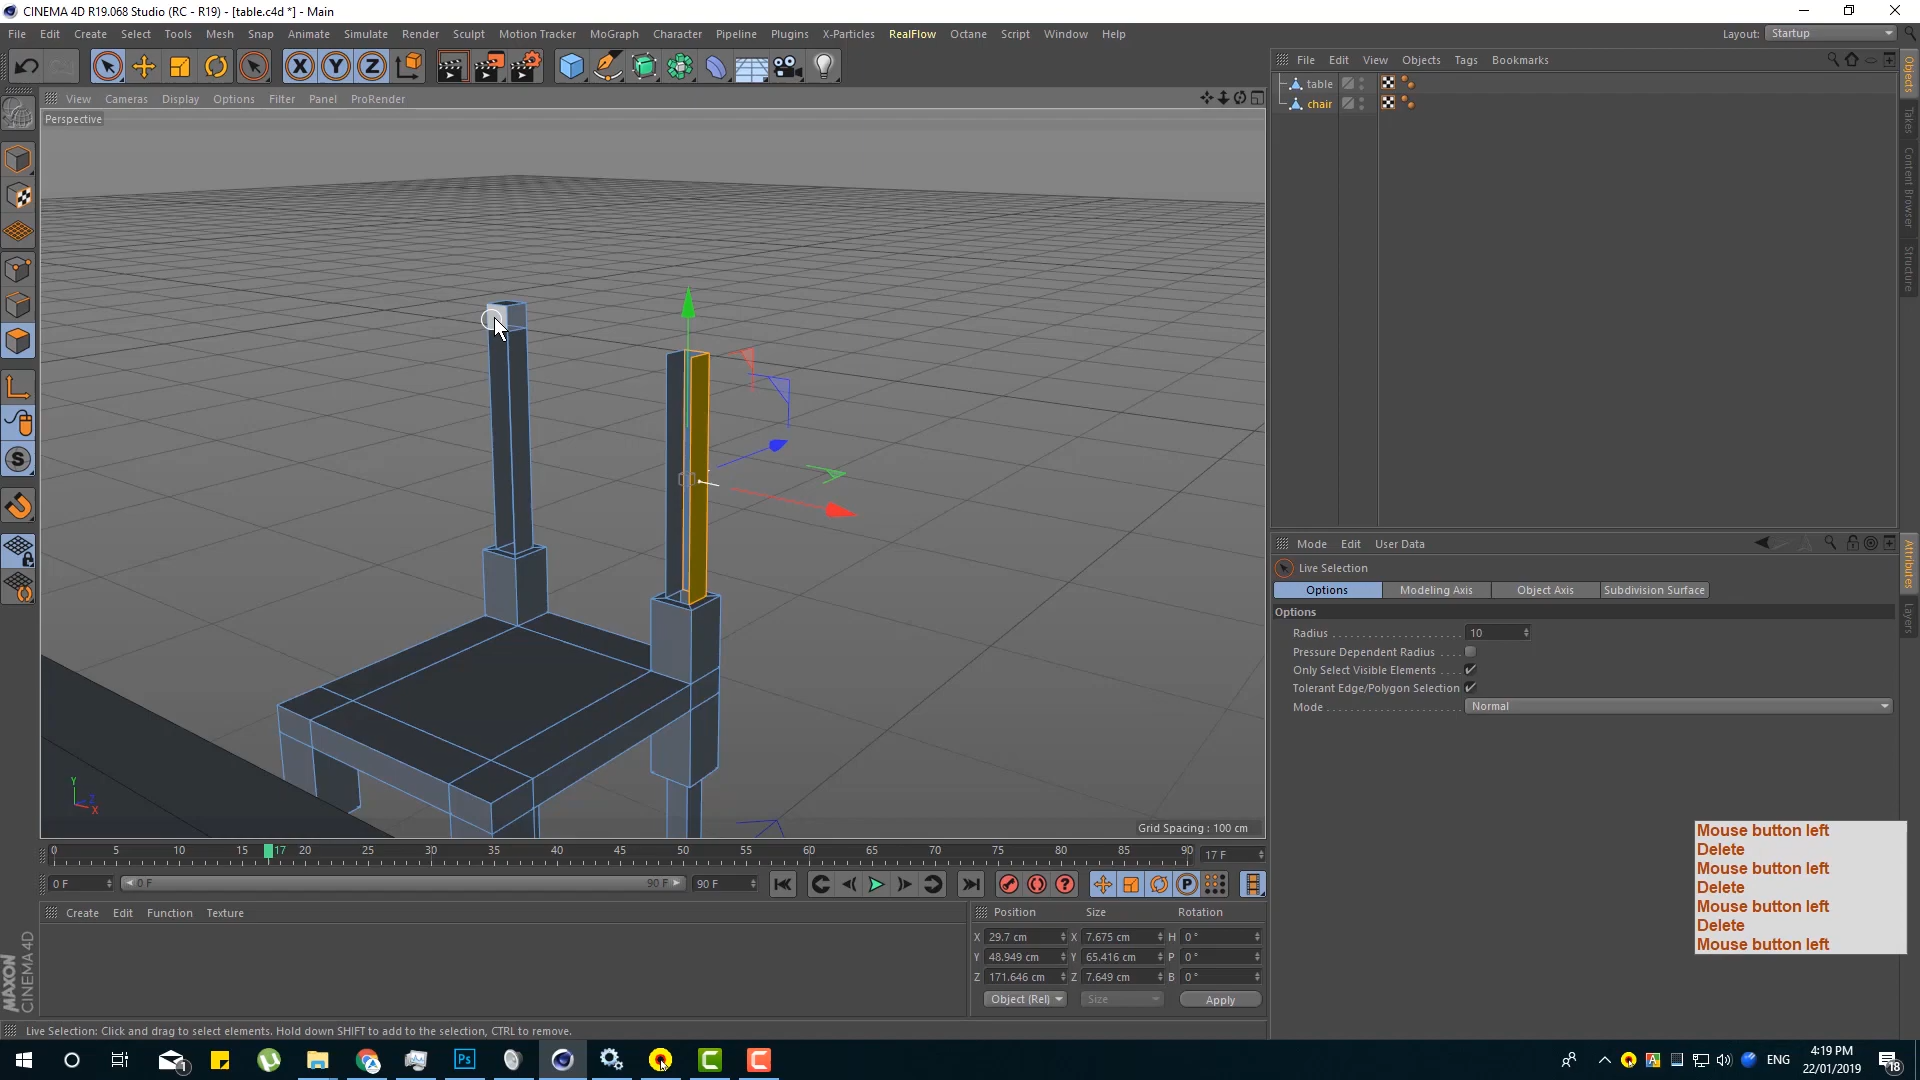 CINEMA 4D R19.068 Studio (RC - R19) - [table.c4d *] - Main
File Edit Create Select Tools Mesh Snap Animate Simulate Render Sculpt Motion Tracker MoGraph Character Pipeline Plugins X-Particles RealFlow Octane Script Window Help
Layout: Startup
View Cameras Display Options Filter Panel ProRender
File Edit View Objects Tags Bookmarks
Perspective
table
chair
Objects
Takes
Content Browser
Structure
Mode Edit User Data
Live Selection
Options Modeling Axis Object Axis Subdivision Surface
Options
Radius 10
Pressure Dependent Radius
Only Select Visible Elements
Tolerant Edge/Polygon Selection
Mode Normal
Attributes
Layers
Y
Z
X
Grid Spacing : 100 cm
0 5 10 15 17 20 25 30 35 40 45 50 55 60 65 70 75 80 85 90 17 F
0 F 0 F 90 F 90 F
Create Edit Function Texture
Position Size Rotation
X 29.7 cm X 7.675 cm H 0 °
Y 48.949 cm Y 65.416 cm P 0 °
Z 171.646 cm Z 7.649 cm B 0 °
Object (Rel) Size Apply
MAXON
CINEMA 4D
Mouse button left
Delete
Mouse button left
Delete
Mouse button left
Delete
Mouse button left
Live Selection: Click and drag to select elements. Hold down SHIFT to add to the selection, CTRL to remove.
ENG
4:19 PM
22/01/2019
18